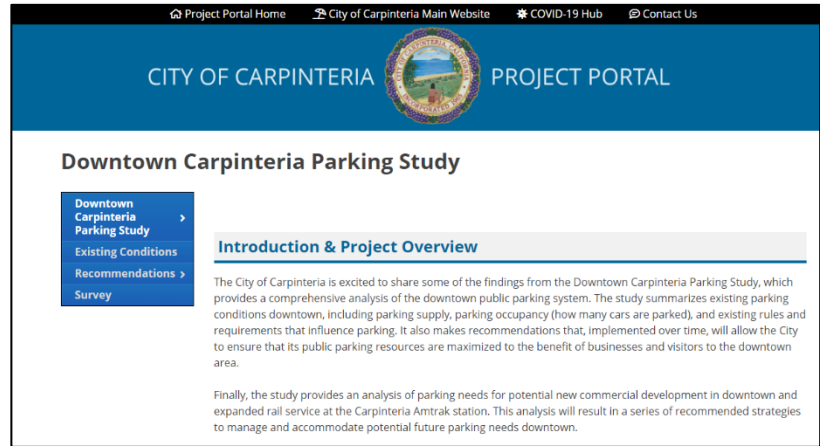 Project Portal Home City of Carpinteria Main Website COVID-19 Hub Contact Us
CITY OF CARPINTERIA PROJECT PORTAL
Downtown Carpinteria Parking Study
Downtown
Carpinteria
Parking Study
Existing Conditions
Recommendations
Survey
Introduction & Project Overview
The City of Carpinteria is excited to share some of the findings from the Downtown Carpinteria Parking Study, which
provides a comprehensive analysis of the downtown public parking system. The study summarizes existing parking
conditions downtown, including parking supply, parking occupancy (how many cars are parked), and existing rules and
requirements that influence parking. It also makes recommendations that, implemented over time, will allow the City
to ensure that its public parking resources are maximized to the benefit of businesses and visitors to the downtown
area.
Finally, the study provides an analysis of parking needs for potential new commercial development in downtown and
expanded rail service at the Carpinteria Amtrak station. This analysis will result in a series of recommended strategies
to manage and accommodate potential future parking needs downtown.